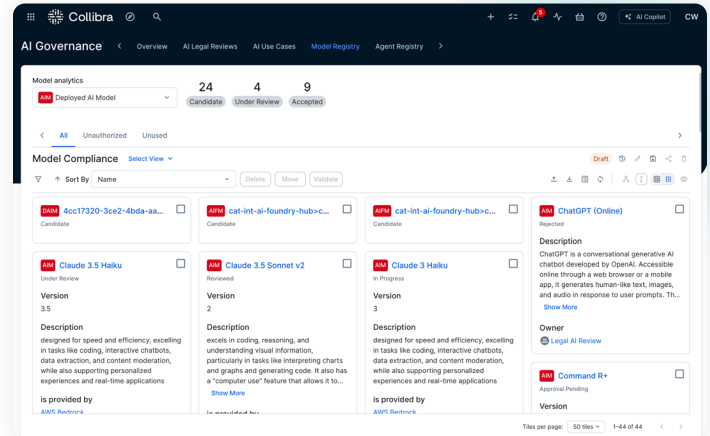 Collibra
5
AI Copilot
CW
AI Governance
Overview
AI Legal Reviews
AI Use Cases
Model Registry
Agent Registry
Model analytics
AIM Deployed AI Model
24
Candidate
4
Under Review
9
Accepted
All
Unauthorized
Unused
Model Compliance
Select View
Draft
Sort By
Name
Delete
Move
Validate
DAIM 4cc17320-3ce2-4bda-aa...
Candidate
AIFM cat-int-ai-foundry-hub>c...
Candidate
AIFM cat-int-ai-foundry-hub>c...
Candidate
AIM ChatGPT (Online)
Rejected
Description
ChatGPT is a conversational generative AI
chatbot developed by OpenAI. Accessible
online through a web browser or a mobile
app, it generates human-like text, images,
and audio in response to user prompts. Th...
Show More
Owner
Legal AI Review
AIM Claude 3.5 Haiku
Under Review
Version
3.5
Description
designed for speed and efficiency, excelling
in tasks like coding, interactive chatbots,
data extraction, and content moderation,
while also supporting personalized
experiences and real-time applications
is provided by
AWS Bedrock
AIM Claude 3.5 Sonnet v2
Reviewed
Version
2
Description
excels in coding, reasoning, and
understanding visual information,
particularly in tasks like interpreting charts
and graphs and generating code. It also has
a "computer use" feature that allows it to...
Show More
is provided by
AIM Claude 3 Haiku
In Progress
Version
3
Description
designed for speed and efficiency, excelling
in tasks like coding, interactive chatbots,
data extraction, and content moderation,
while also supporting personalized
experiences and real-time applications
is provided by
AWS Bedrock
AIM Command R+
Approval Pending
Version
Tiles per page:
50 tiles
1–44 of 44